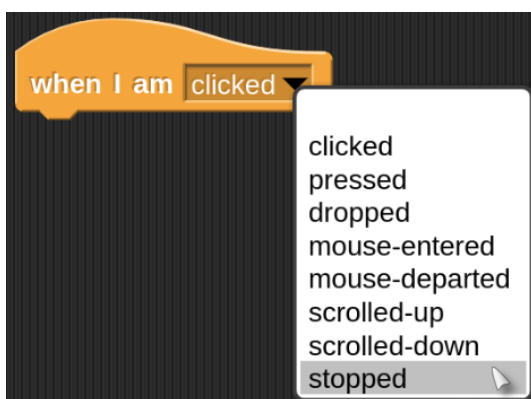 when I am clicked
clicked
pressed
dropped
mouse-entered
mouse-departed
scrolled-up
scrolled-down
stopped